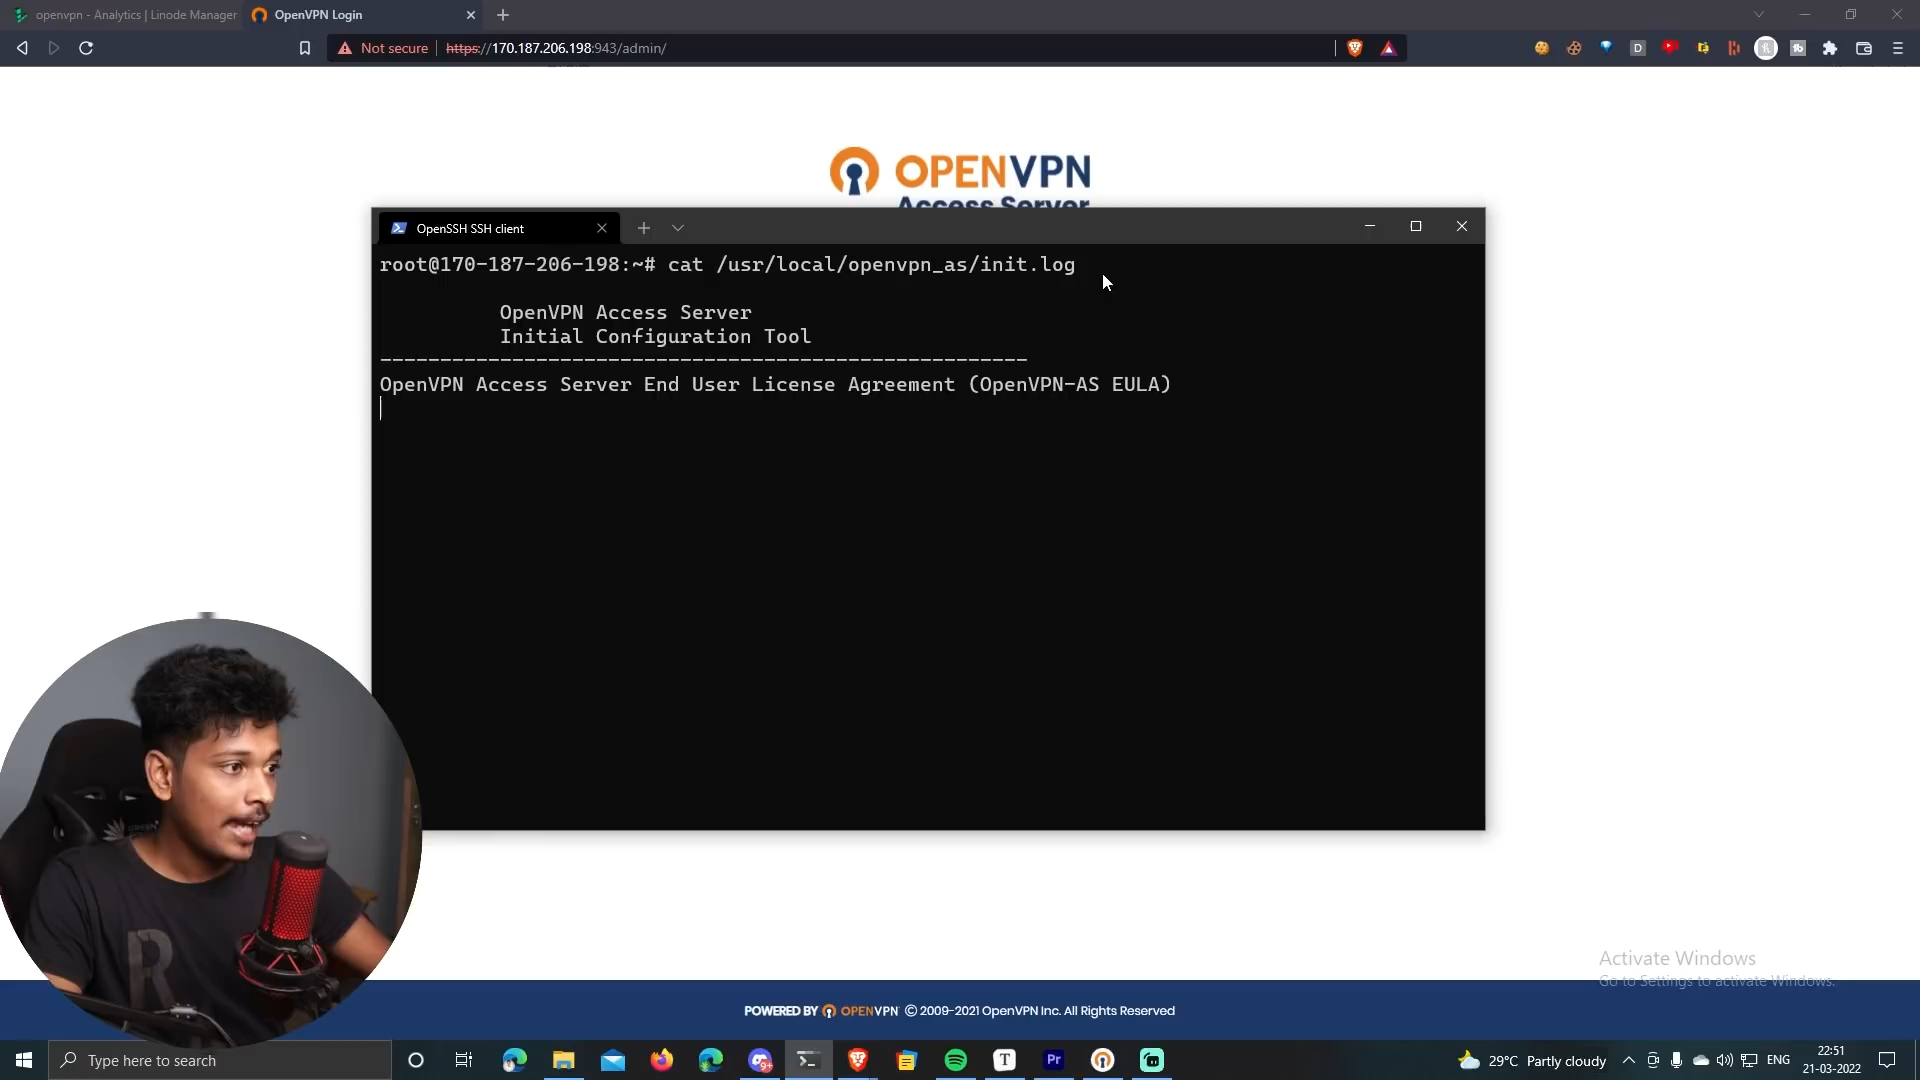 openvpn - Analytics | Linode Manager
OpenVPN Login
Not secure
https://170.187.206.198:943/admin/
OPENVPN
Access Server
OpenSSH SSH client
root@170-187-206-198:~# cat /usr/local/openvpn_as/init.log
OpenVPN Access Server
Initial Configuration Tool
------------------------------------------------------
OpenVPN Access Server End User License Agreement (OpenVPN-AS EULA)
R
Activate Windows
Go to Settings to activate Windows.
POWERED BY OPENVPN © 2009-2021 OpenVPN Inc. All Rights Reserved
Type here to search
9+
T
Pr
29°C Partly cloudy
ENG
22:51
21-03-2022